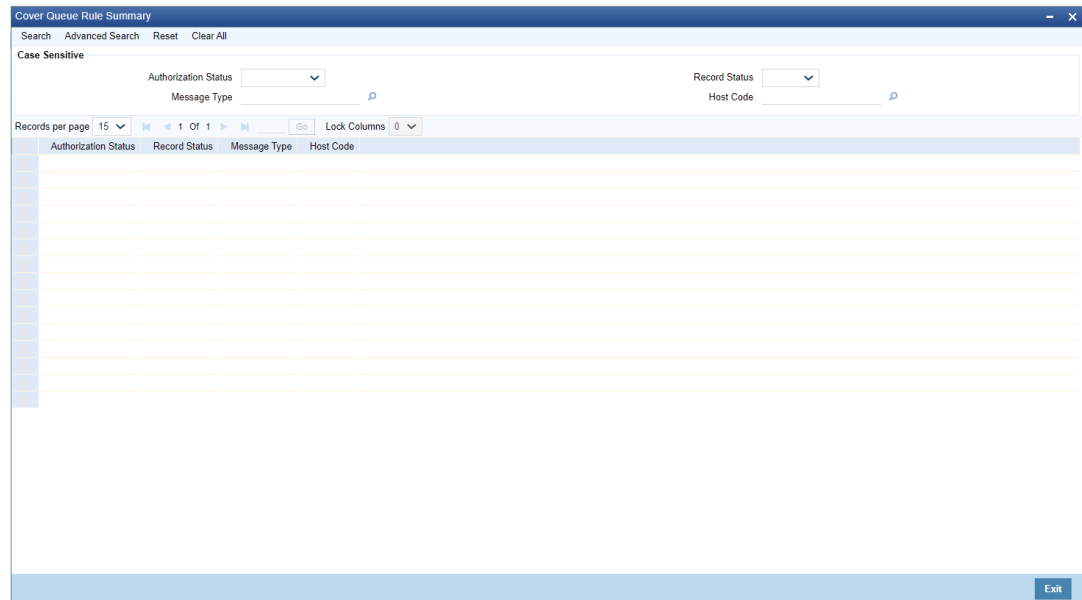 Cover Queue Rule Summary
Search Advanced Search Reset Clear All
Case Sensitive
Authorization Status Record Status
Message Type Host Code
Records per page 15 1 Of 1 Go Lock Columns 0
Authorization Status Record Status Message Type Host Code
Exit